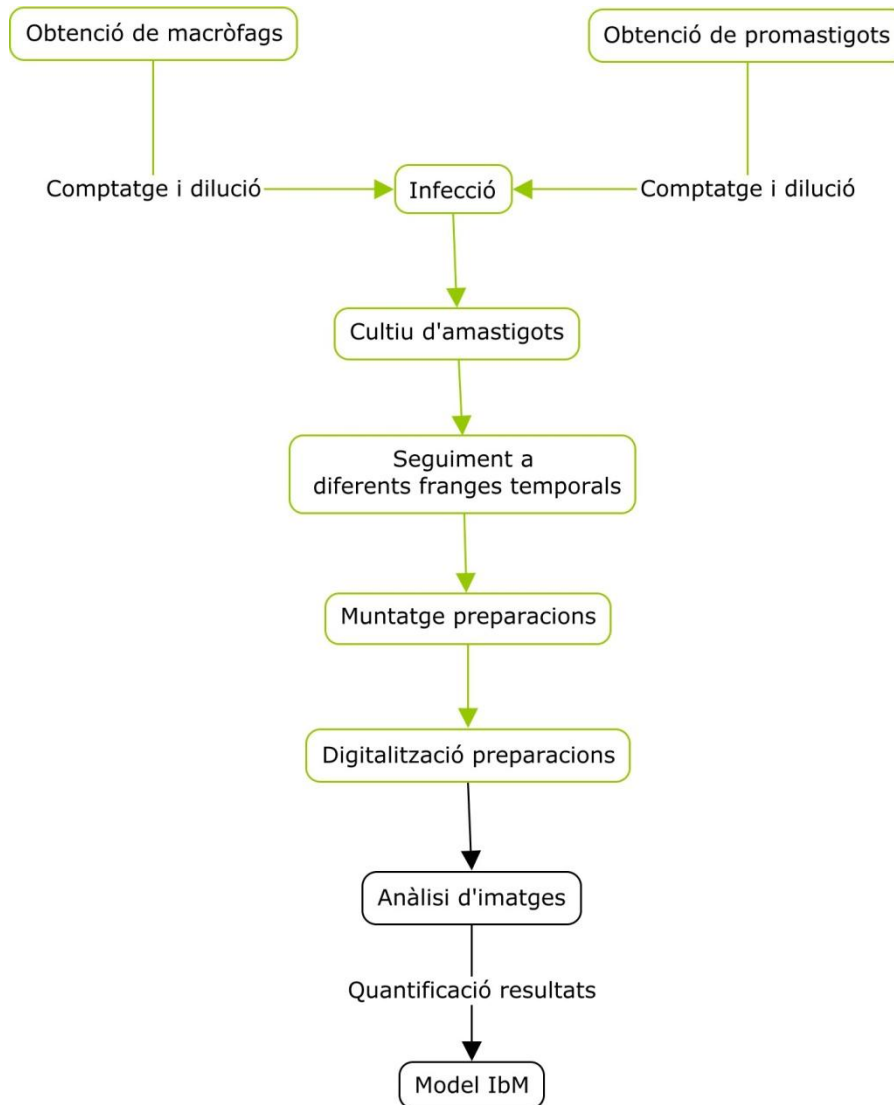 Obtenció de macròfags
Obtenció de promastigots
Comptatge i dilució
Infecció
Comptatge i dilució
Cultiu d'amastigots
Seguiment a
diferents franges temporals
Muntatge preparacions
Digitalització preparacions
Anàlisi d'imatges
Quantificació resultats
Model IbM